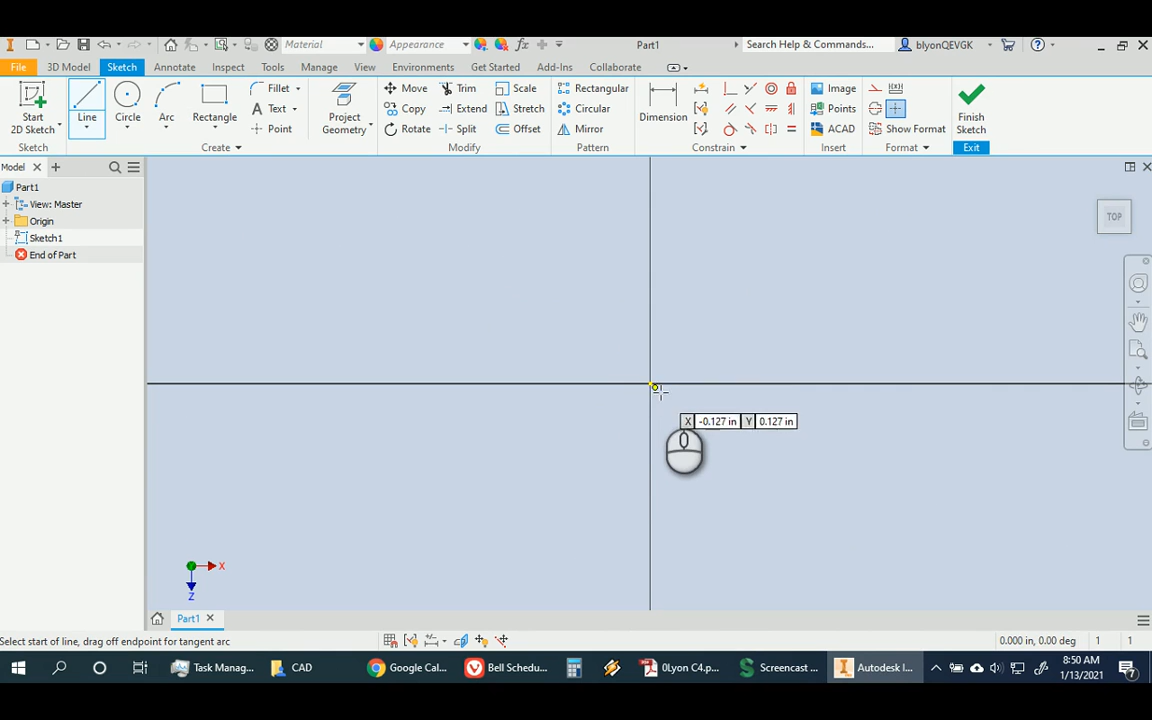 Material
Appearance
fx
Part1
Search Help & Commands...
blyonQEVGK
File
3D Model
Sketch
Annotate
Inspect
Tools
Manage
View
Environments
Get Started
Add-Ins
Collaborate
Start
2D Sketch
Line
Circle
Arc
Rectangle
Fillet
Text
Point
Project
Geometry
Move
Copy
Rotate
Trim
Extend
Split
Scale
Stretch
Offset
Rectangular
Circular
Mirror
Dimension
Image
Points
ACAD
Show Format
Finish
Sketch
Sketch
Create
Modify
Pattern
Constrain
Insert
Format
Exit
Model
Part1
View: Master
Origin
Sketch1
End of Part
TOP
X -0.127 in Y 0.127 in
X
Z
Part1
Select start of line, drag off endpoint for tangent arc
0.000 in, 0.00 deg 1 1
Task Manag...
CAD
Google Cal...
Bell Schedu...
0Lyon C4.p...
Screencast ...
Autodesk I...
8:50 AM
1/13/2021
7